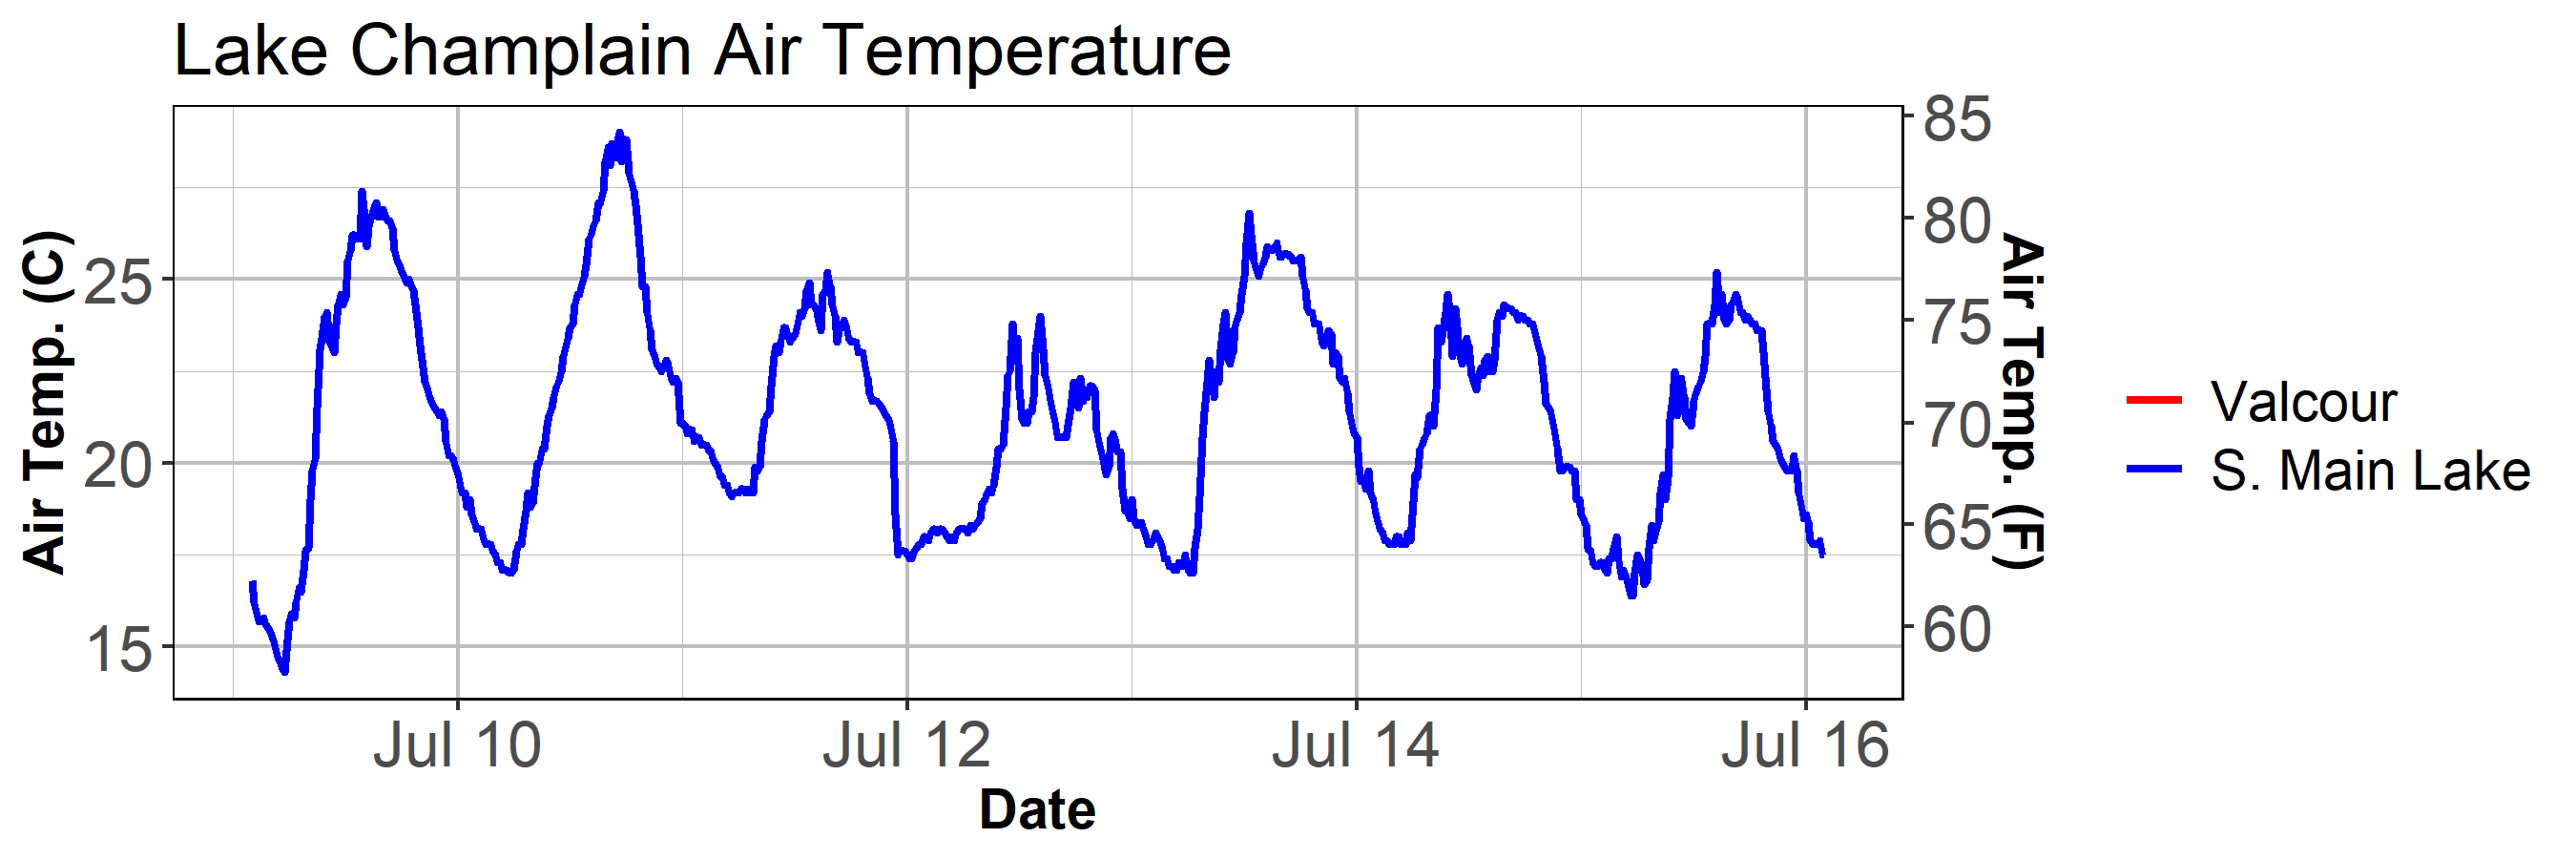 Lake Champlain Air Temperature
Air Temp. (C)
25
20
15
85
80
75
70
65
60
Air Temp. (F)
Jul 10
Jul 12
Jul 14
Jul 16
Date
Valcour
S. Main Lake